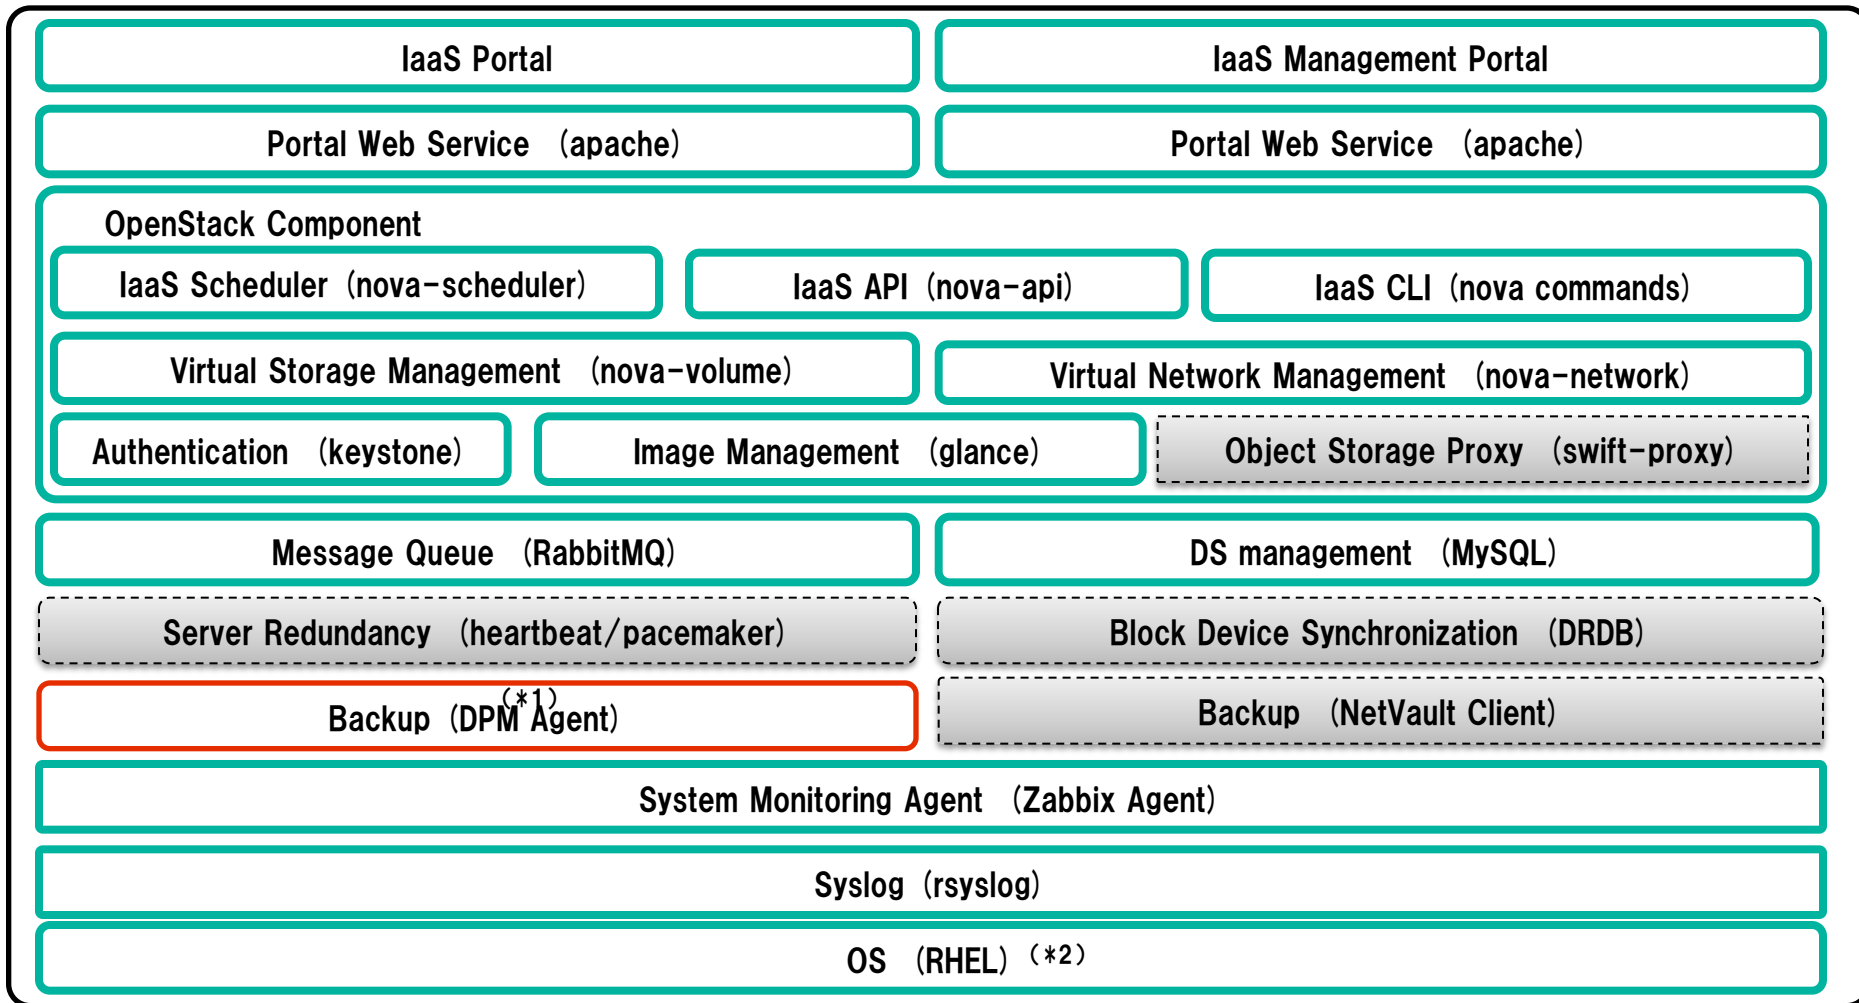 IaaS Portal
IaaS Management Portal
Portal Web Service （apache）
Portal Web Service （apache）
OpenStack Component
IaaS Scheduler （nova-scheduler）
IaaS API （nova-api）
IaaS CLI （nova commands）
Virtual Storage Management （nova-volume）
Virtual Network Management （nova-network）
Authentication （keystone）
Image Management （glance）
Object Storage Proxy （swift-proxy）
Message Queue （RabbitMQ）
DS management （MySQL）
Server Redundancy （heartbeat/pacemaker）
Block Device Synchronization （DRDB）
（*1）
Backup （DPM Agent）
Backup （NetVault Client）
System Monitoring Agent （Zabbix Agent）
Syslog （rsyslog）
OS （RHEL） （*2）